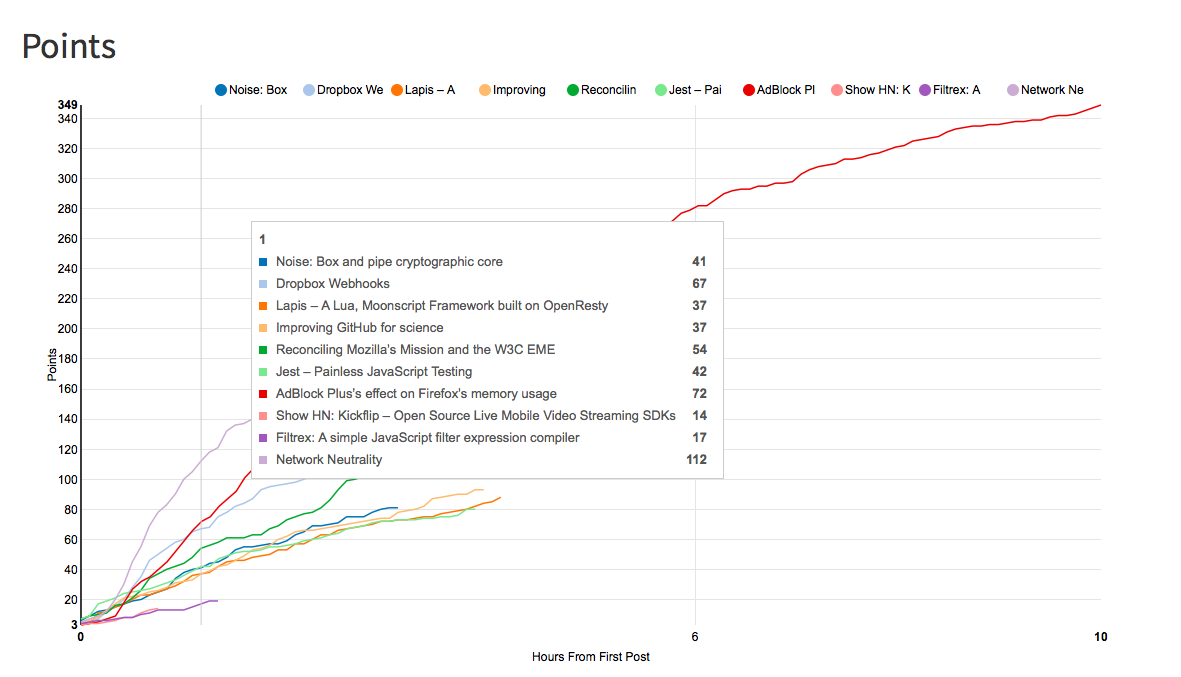 Points
Noise: Box Dropbox We Lapis – A Improving Reconcilin Jest – Pai AdBlock Pl Show HN: K Filtrex: A Network Ne
349
340
320
300
280
260
240
220
200
180
160
140
120
100
80
60
40
20
3
Points
1
Noise: Box and pipe cryptographic core 41
Dropbox Webhooks 67
Lapis – A Lua, Moonscript Framework built on OpenResty 37
Improving GitHub for science 37
Reconciling Mozilla's Mission and the W3C EME 54
Jest – Painless JavaScript Testing 42
AdBlock Plus's effect on Firefox's memory usage 72
Show HN: Kickflip – Open Source Live Mobile Video Streaming SDKs 14
Filtrex: A simple JavaScript filter expression compiler 17
Network Neutrality 112
0 6 10
Hours From First Post